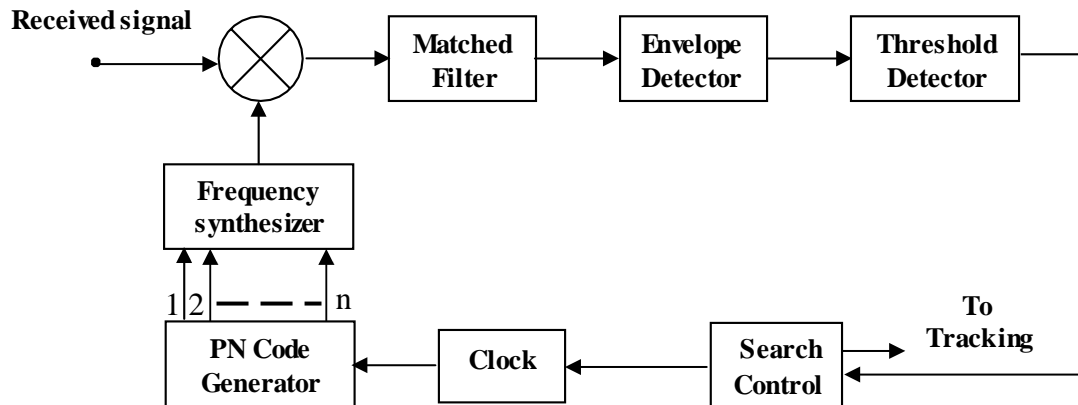 Received signal
Matched
Filter
Envelope
Detector
Threshold
Detector
Frequency
synthesizer
1 2 n
PN Code
Generator
Clock
Search
Control
To
Tracking